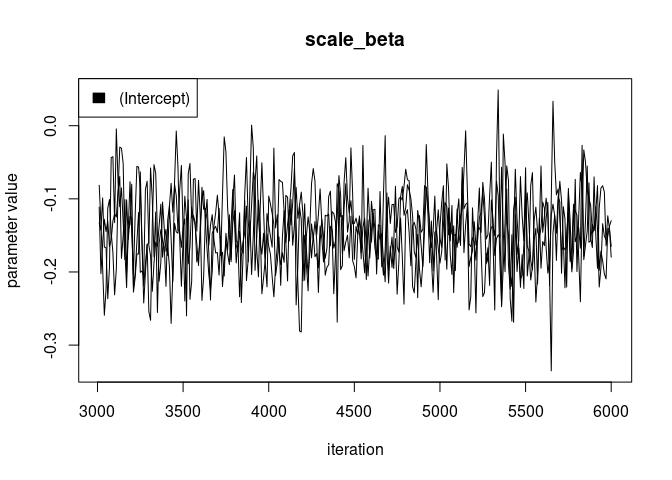 scale_beta
(Intercept)
parameter value
0.0
-0.1
-0.2
-0.3
3000 3500 4000 4500 5000 5500 6000
iteration